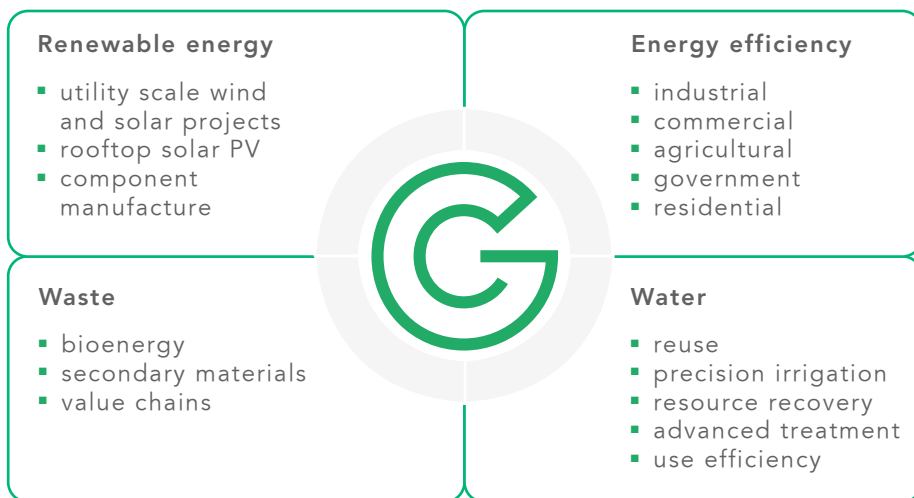 Renewable energy
utility scale wind
and solar projects
rooftop solar PV
component
manufacture
Energy efficiency
industrial
commercial
agricultural
government
residential
Waste
bioenergy
secondary materials
value chains
Water
reuse
precision irrigation
resource recovery
advanced treatment
use efficiency